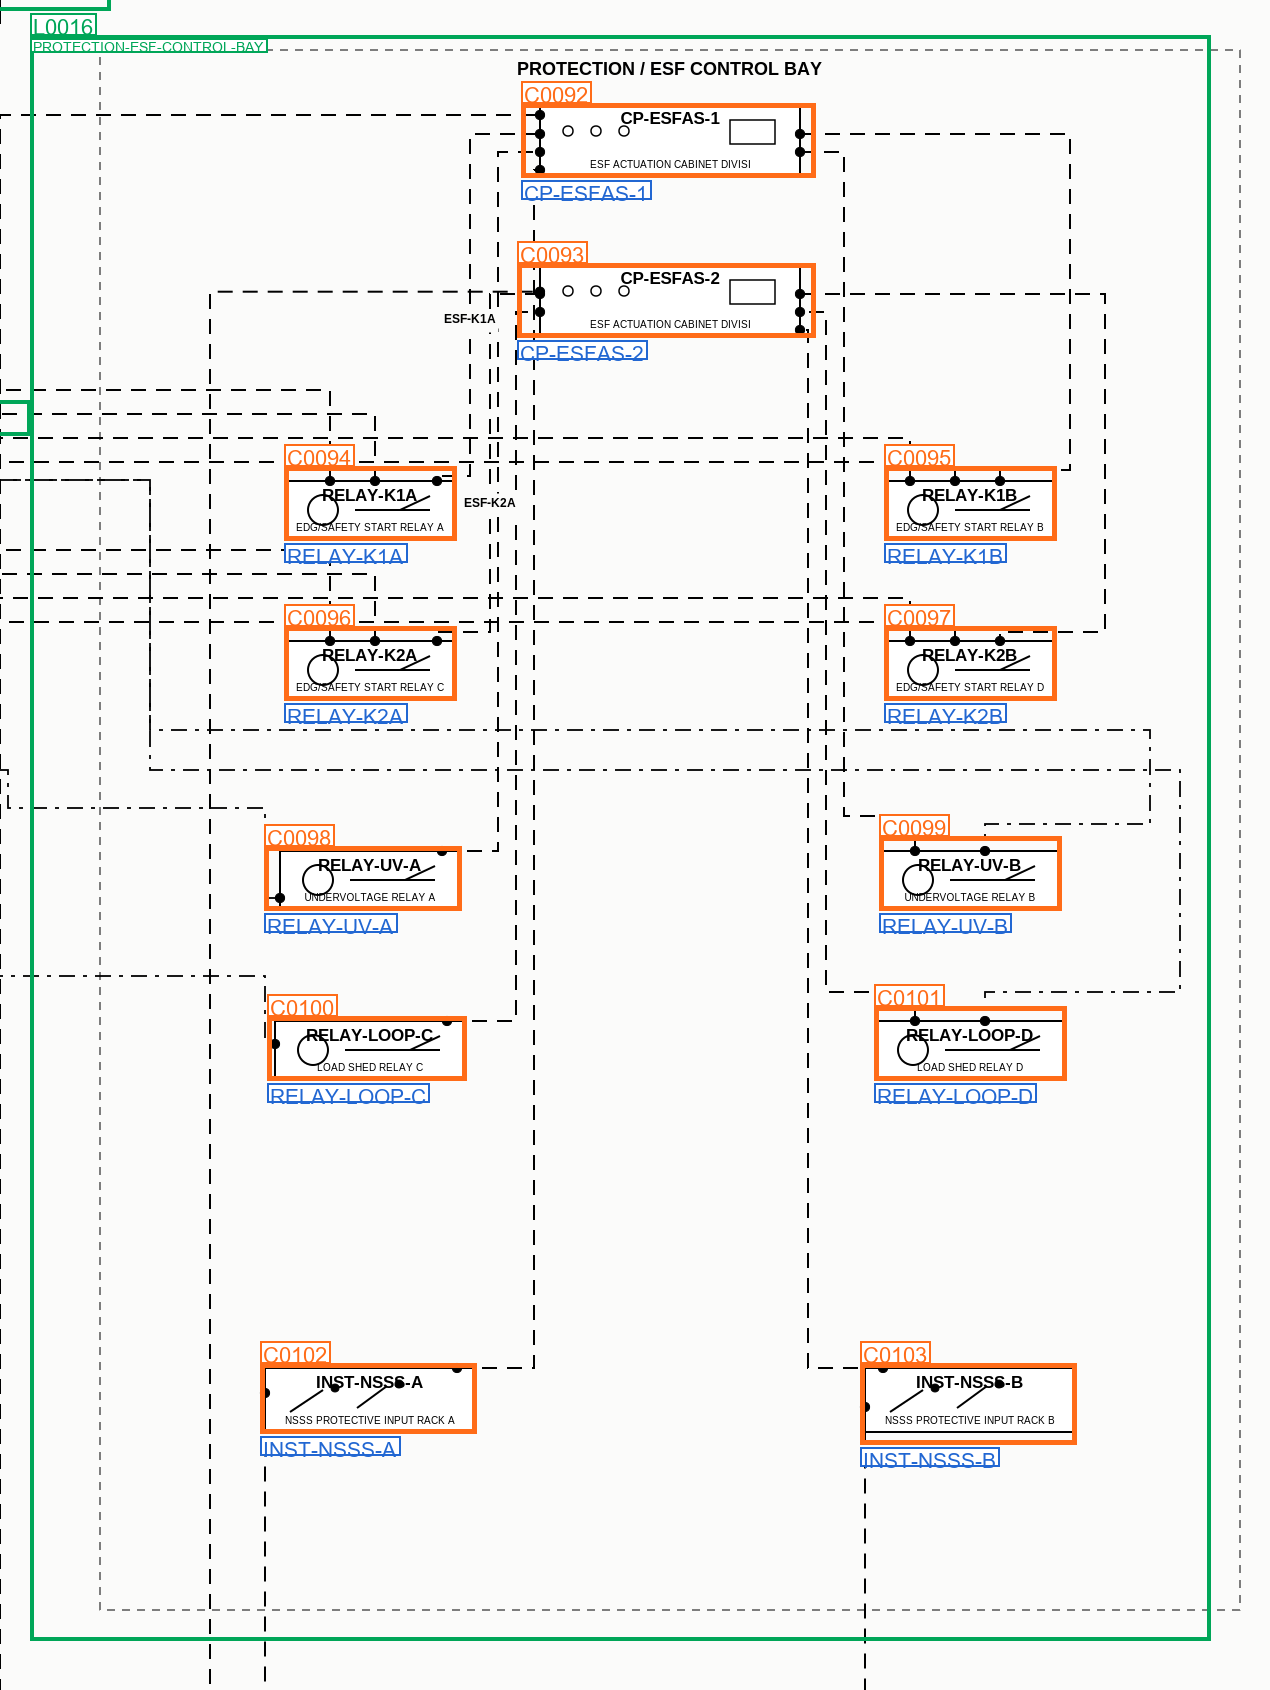 L0016
PROTECTION-ESF-CONTROL-BAY
PROTECTION / ESF CONTROL BAY
C0092
CP-ESFAS-1
ESF ACTUATION CABINET DIVISI
CP-ESFAS-1
C0093
CP-ESFAS-2
ESF ACTUATION CABINET DIVISI
CP-ESFAS-2
ESF-K1A
C0094
RELAY-K1A
EDG/SAFETY START RELAY A
RELAY-K1A
C0095
RELAY-K1B
EDG/SAFETY START RELAY B
RELAY-K1B
ESF-K2A
C0096
RELAY-K2A
EDG/SAFETY START RELAY C
RELAY-K2A
C0097
RELAY-K2B
EDG/SAFETY START RELAY D
RELAY-K2B
C0098
RELAY-UV-A
UNDERVOLTAGE RELAY A
RELAY-UV-A
C0099
RELAY-UV-B
UNDERVOLTAGE RELAY B
RELAY-UV-B
C0100
RELAY-LOOP-C
LOAD SHED RELAY C
RELAY-LOOP-C
C0101
RELAY-LOOP-D
LOAD SHED RELAY D
RELAY-LOOP-D
C0102
INST-NSSS-A
NSSS PROTECTIVE INPUT RACK A
INST-NSSS-A
C0103
INST-NSSS-B
NSSS PROTECTIVE INPUT RACK B
INST-NSSS-B